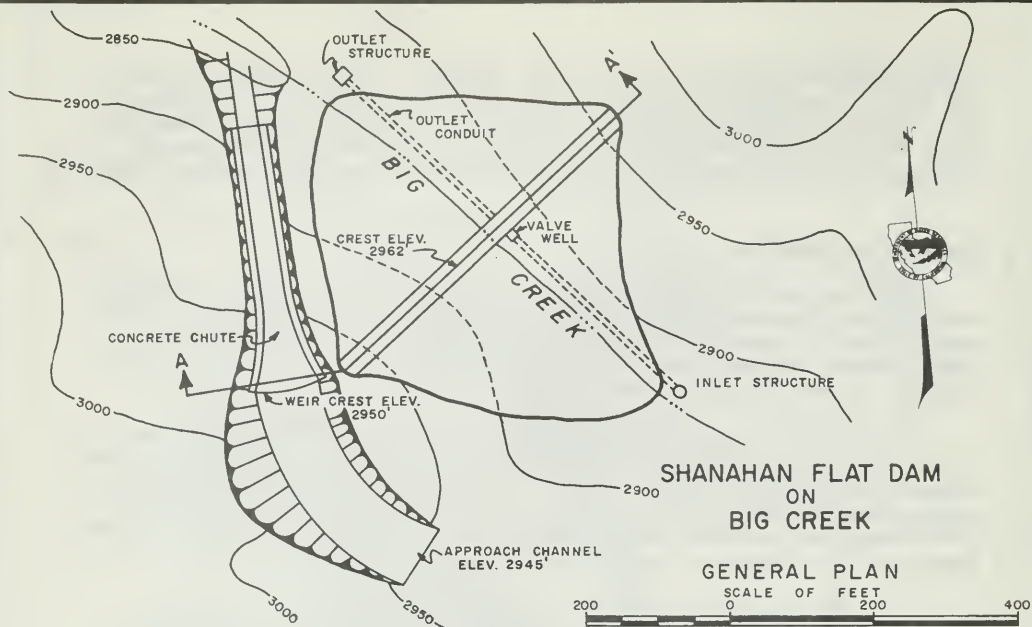 2850
2900
2950
3000
OUTLET
STRUCTURE
OUTLET
CONDUIT
A'
3000
2950
BIG
CREEK
VALVE
WELL
CREST ELEV.
2962'
CONCRETE CHUTE
A
WEIR CREST ELEV.
2950'
2900
INLET STRUCTURE
2900
APPROACH CHANNEL
ELEV. 2945'
3000
2950
SHANAHAN FLAT DAM
ON
BIG CREEK
GENERAL PLAN
SCALE OF FEET
200 0 200 400